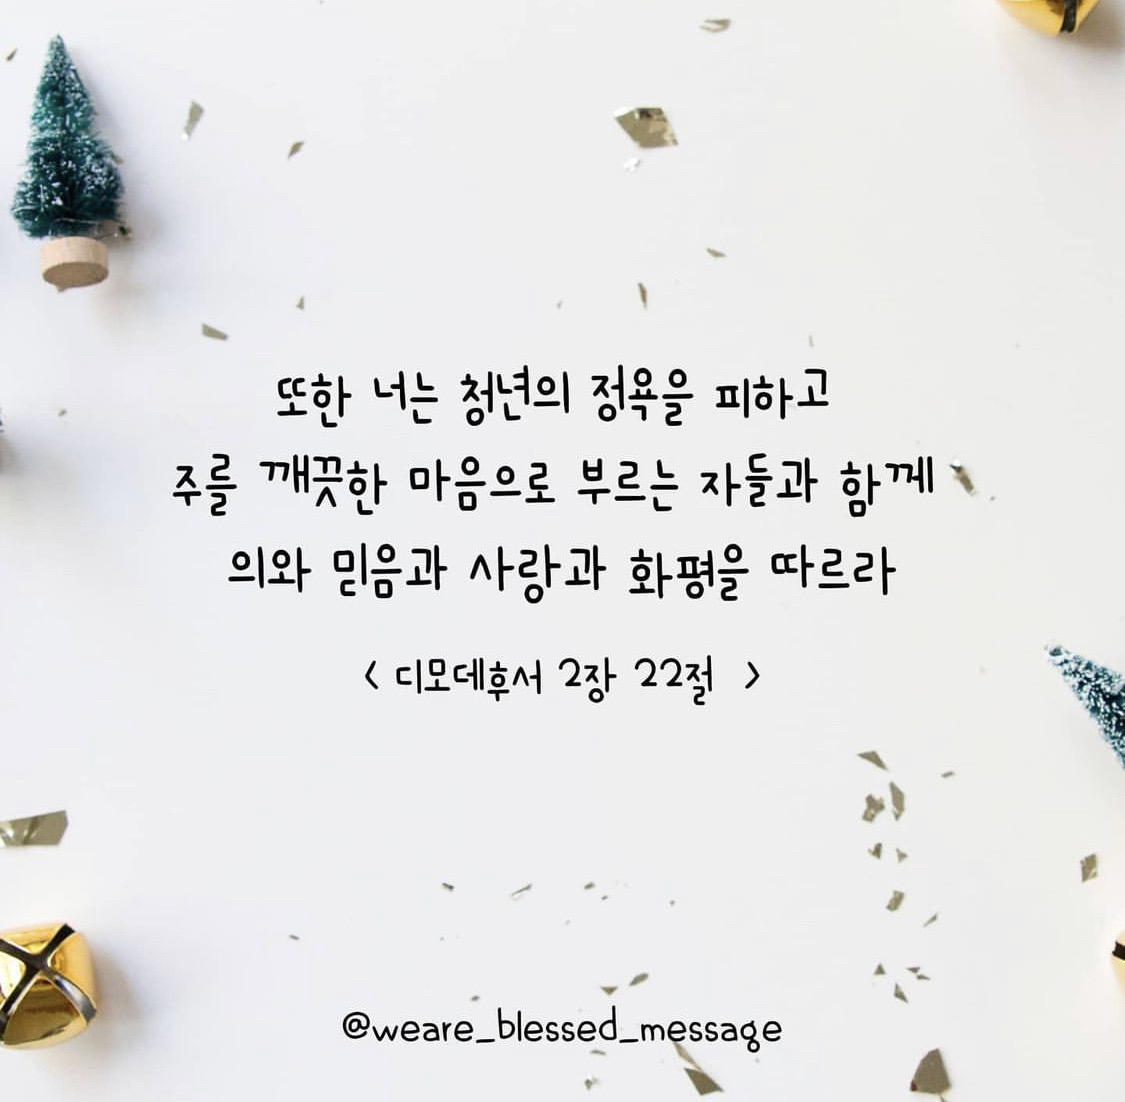 또한 너는 청년의 정욕을 피하고
주를 깨끗한 마음으로 부르는 자들과 함께
의와 믿음과 사랑과 화평을 따르라
< 디모데후서 2장 22절 >
@weare_blessed_message